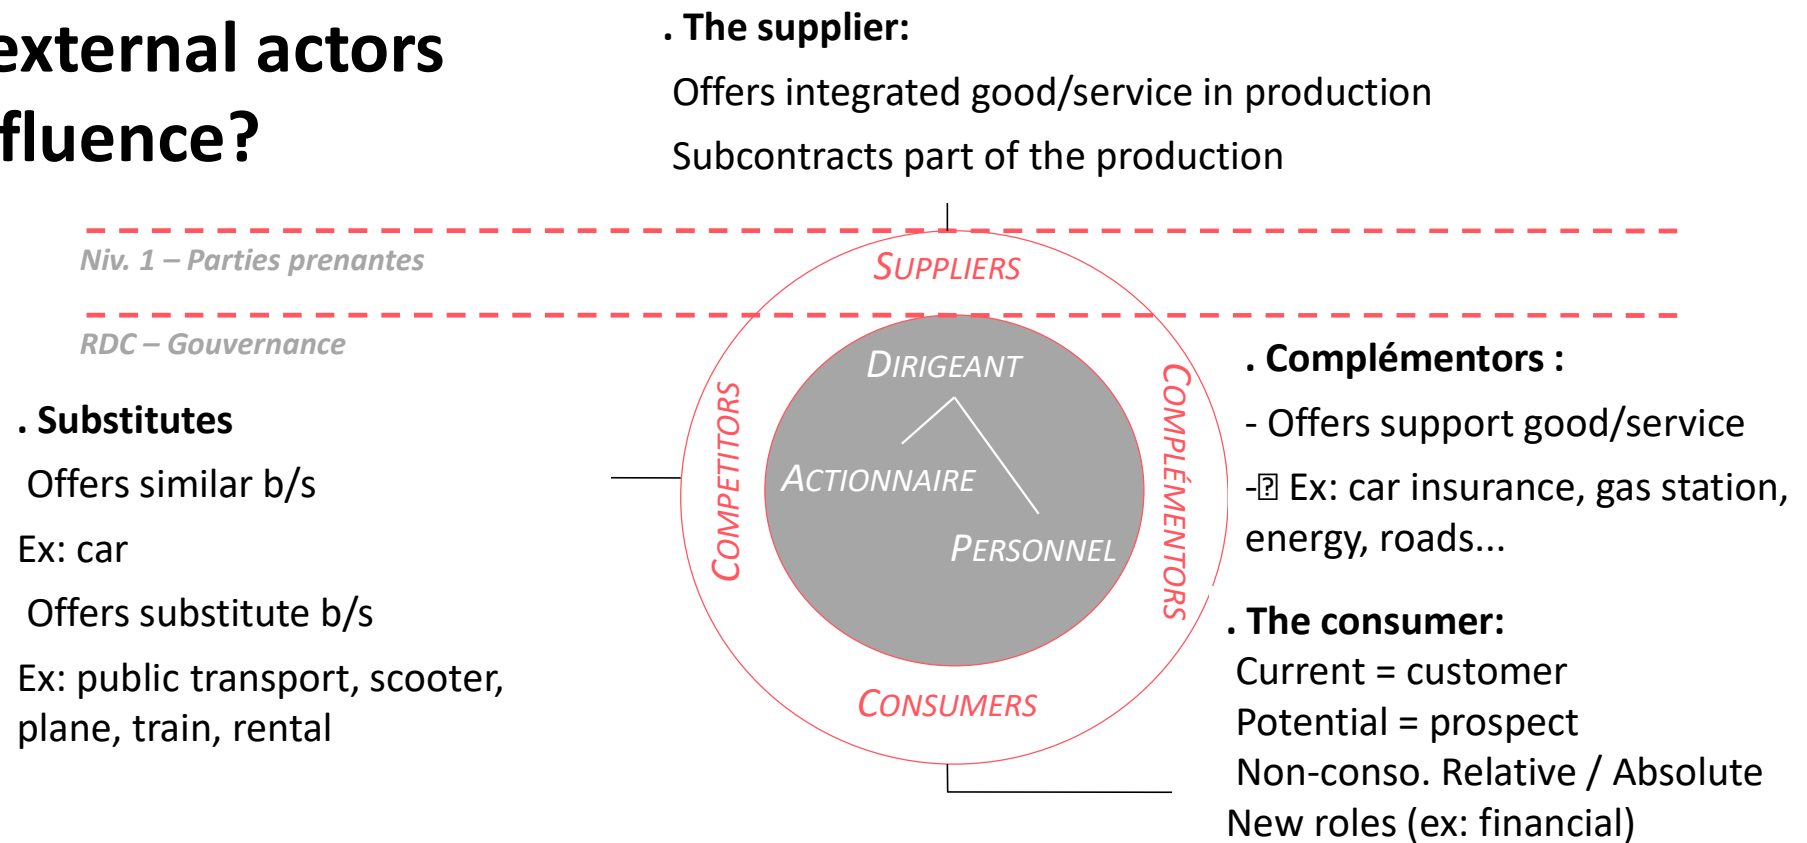 external actors
fluence?
. The supplier:
Offers integrated good/service in production
Subcontracts part of the production
Niv. 1 – Parties prenantes
RDC – Gouvernance
SUPPLIERS
COMPETITORS
COMPLÉMENTORS
CONSUMERS
DIRIGEANT
ACTIONNAIRE
PERSONNEL
. Substitutes
Offers similar b/s
Ex: car
Offers substitute b/s
Ex: public transport, scooter,
plane, train, rental
. Complémentors :
- Offers support good/service
- Ex: car insurance, gas station,
energy, roads...
. The consumer:
Current = customer
Potential = prospect
Non-conso. Relative / Absolute
New roles (ex: financial)